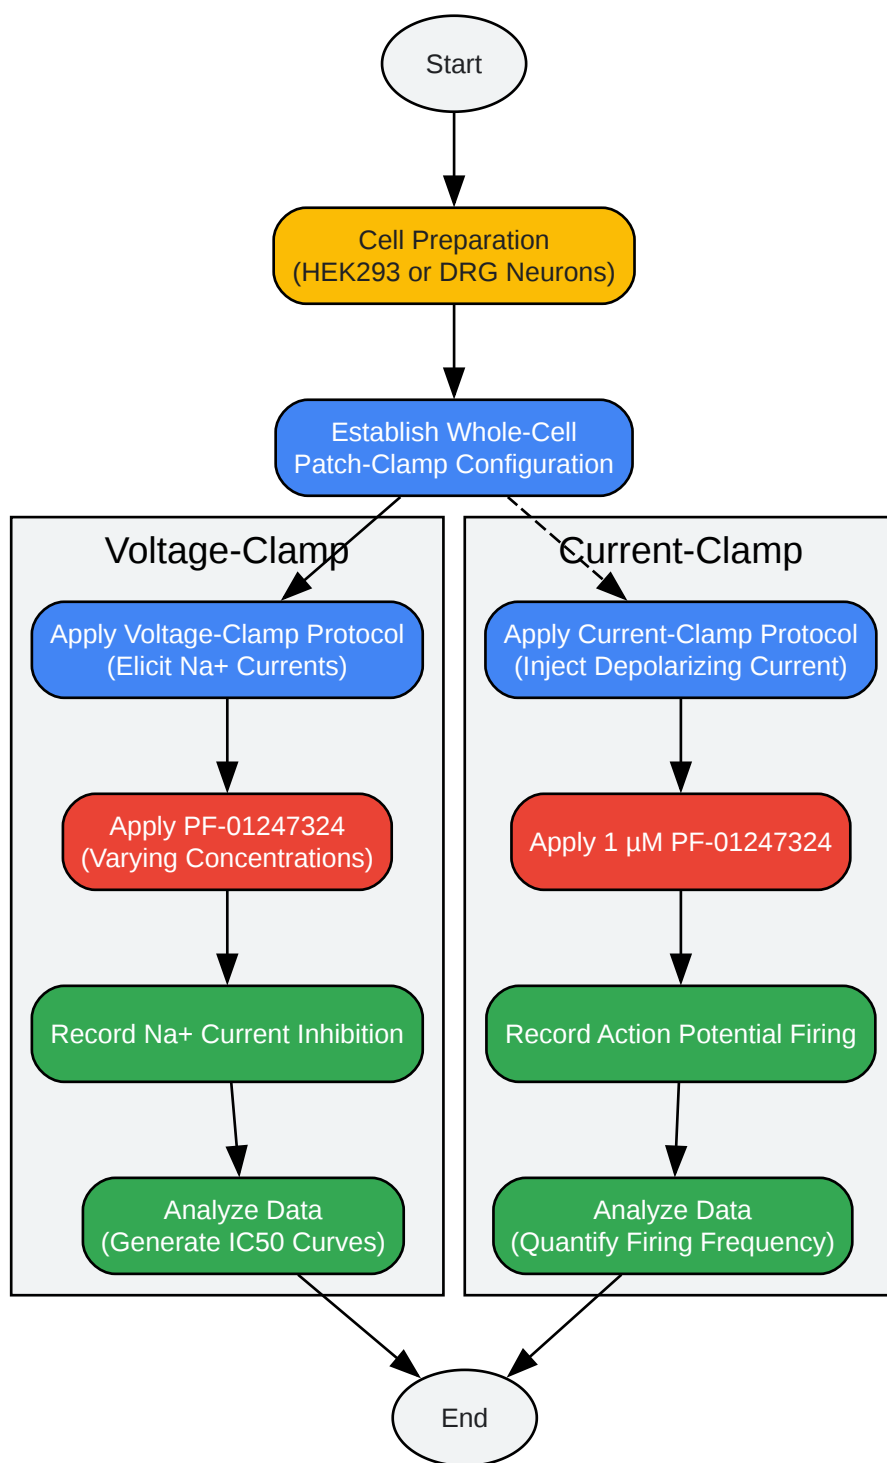 Start
Cell Preparation
(HEK293 or DRG Neurons)
Establish Whole-Cell
Patch-Clamp Configuration
Voltage-Clamp
Apply Voltage-Clamp Protocol
(Elicit Na+ Currents)
Apply PF-01247324
(Varying Concentrations)
Record Na+ Current Inhibition
Analyze Data
(Generate IC50 Curves)
Current-Clamp
Apply Current-Clamp Protocol
(Inject Depolarizing Current)
Apply 1 µM PF-01247324
Record Action Potential Firing
Analyze Data
(Quantify Firing Frequency)
End